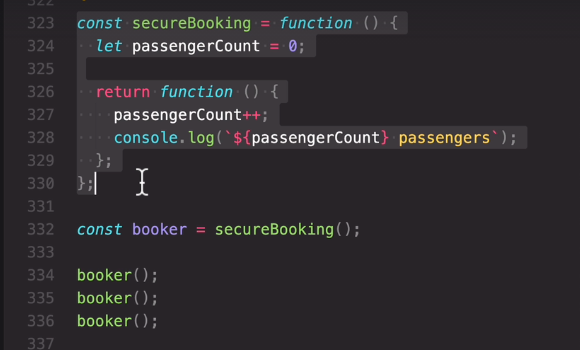 322
323 const secureBooking = function () {
324   let passengerCount = 0;
325
326   return function () {
327     passengerCount++;
328     console.log(`${passengerCount} passengers`);
329   };
330 };
331
332 const booker = secureBooking();
333
334 booker();
335 booker();
336 booker();
337